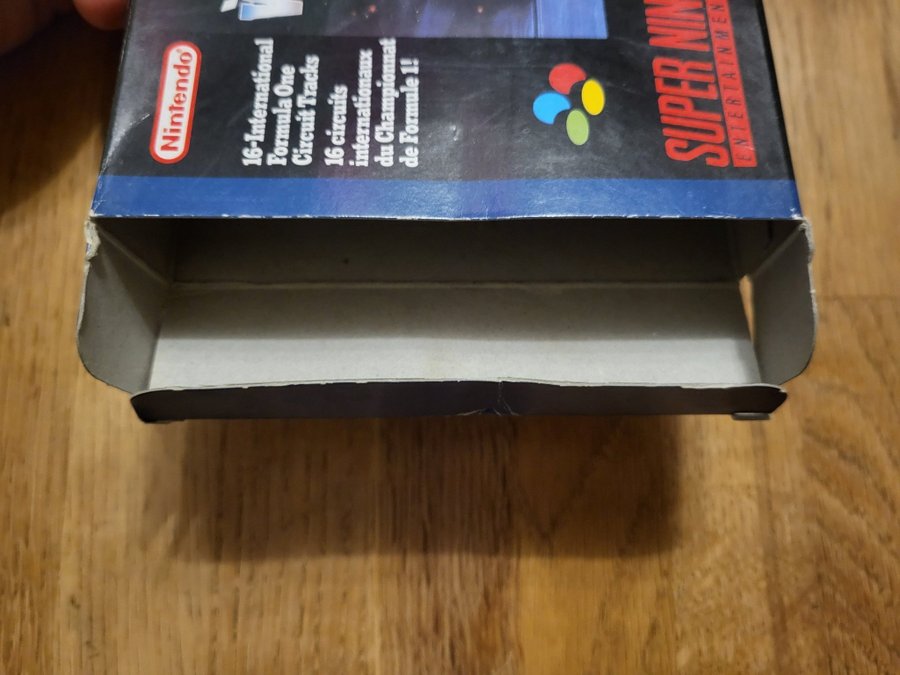 Nintendo®
16-International
Formula One
Circuit Tracks
16 circuits
internationaux
du Championnat
de Formule 1!
SUPER NIN
ENTERTAINMEN